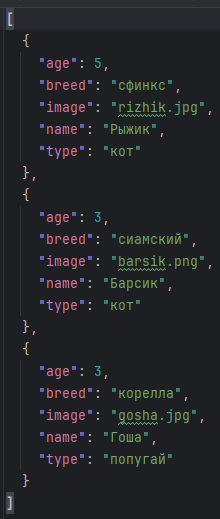 [
  {
    "age": 5,
    "breed": "сфинкс",
    "image": "rizhik.jpg",
    "name": "Рыжик",
    "type": "кот"
  },
  {
    "age": 3,
    "breed": "сиамский",
    "image": "barsik.png",
    "name": "Барсик",
    "type": "кот"
  },
  {
    "age": 3,
    "breed": "корелла",
    "image": "gosha.jpg",
    "name": "Гоша",
    "type": "попугай"
  }
]